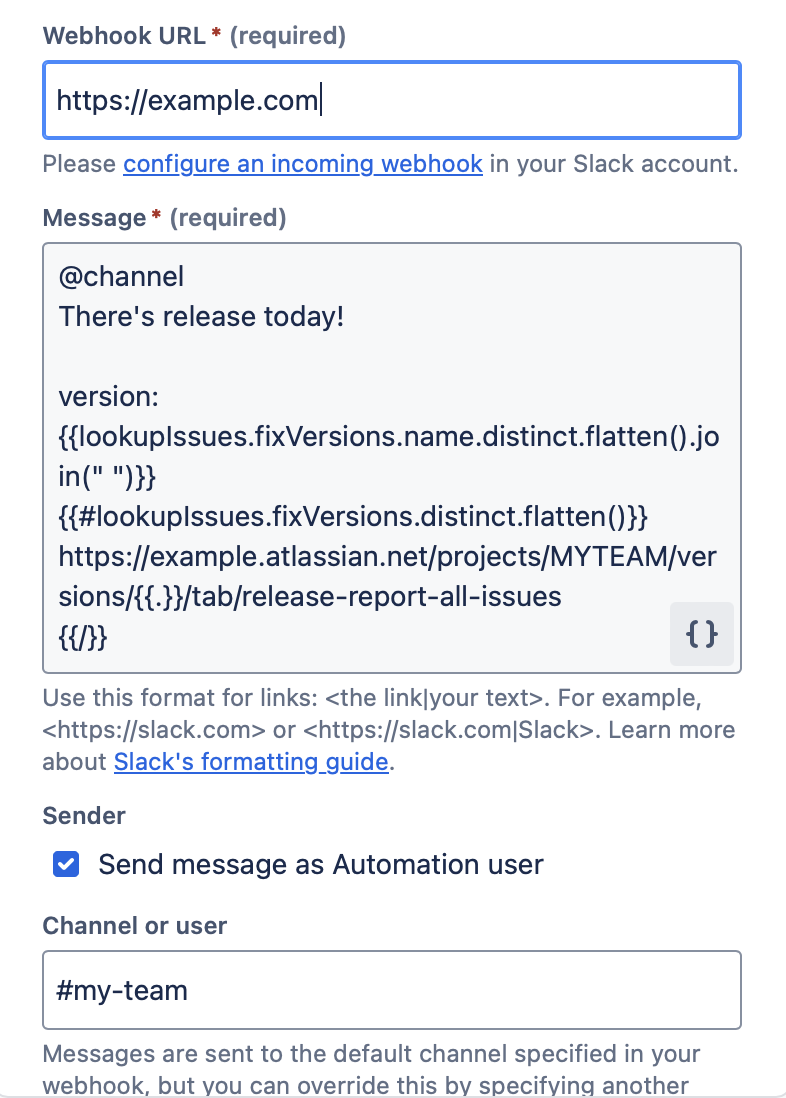 Webhook URL* (required)
https://example.com
Please configure an incoming webhook in your Slack account.
Message* (required)
@channel
There's release today!
version:
{{lookupIssues.fixVersions.name.distinct.flatten().jo
in(" ")}}
{{#lookupIssues.fixVersions.distinct.flatten()}}
https://example.atlassian.net/projects/MYTEAM/ver
sions/{{.}}/tab/release-report-all-issues
{{/}}
{}
Use this format for links: <the link|your text>. For example,
<https://slack.com> or <https://slack.com|Slack>. Learn more
about Slack's formatting guide.
Sender
Send message as Automation user
Channel or user
#my-team
Messages are sent to the default channel specified in your
webhook, but you can override this by specifying another